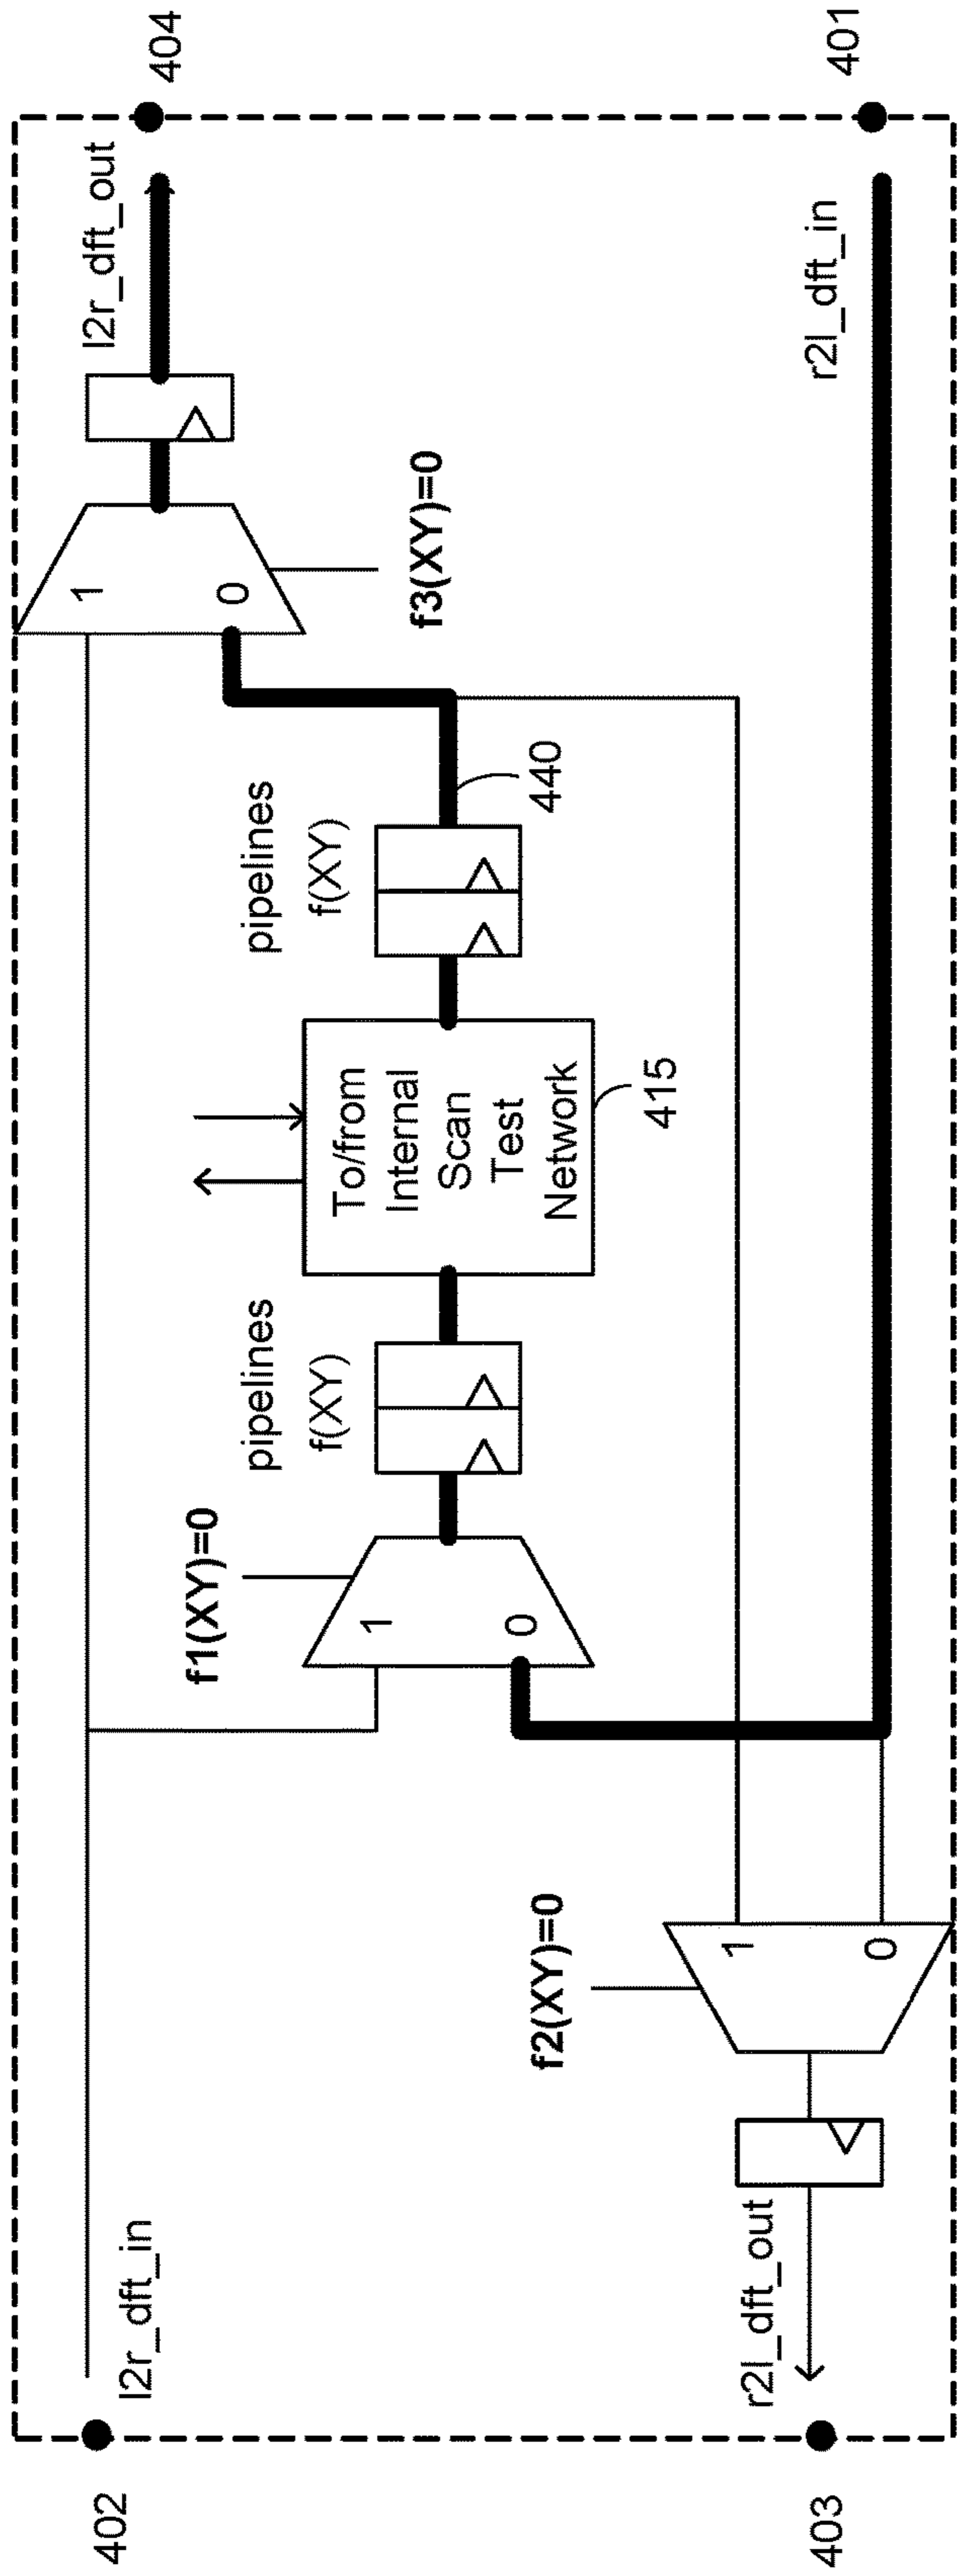 404
401
l2r_dft_out
r2l_dft_in
1
0
f3(XY)=0
pipelines
f(XY)
440
To/from
Internal
Scan
Test
Network
415
pipelines
f(XY)
f1(XY)=0
1
0
f2(XY)=0
1
0
l2r_dft_in
r2l_dft_out
402
403